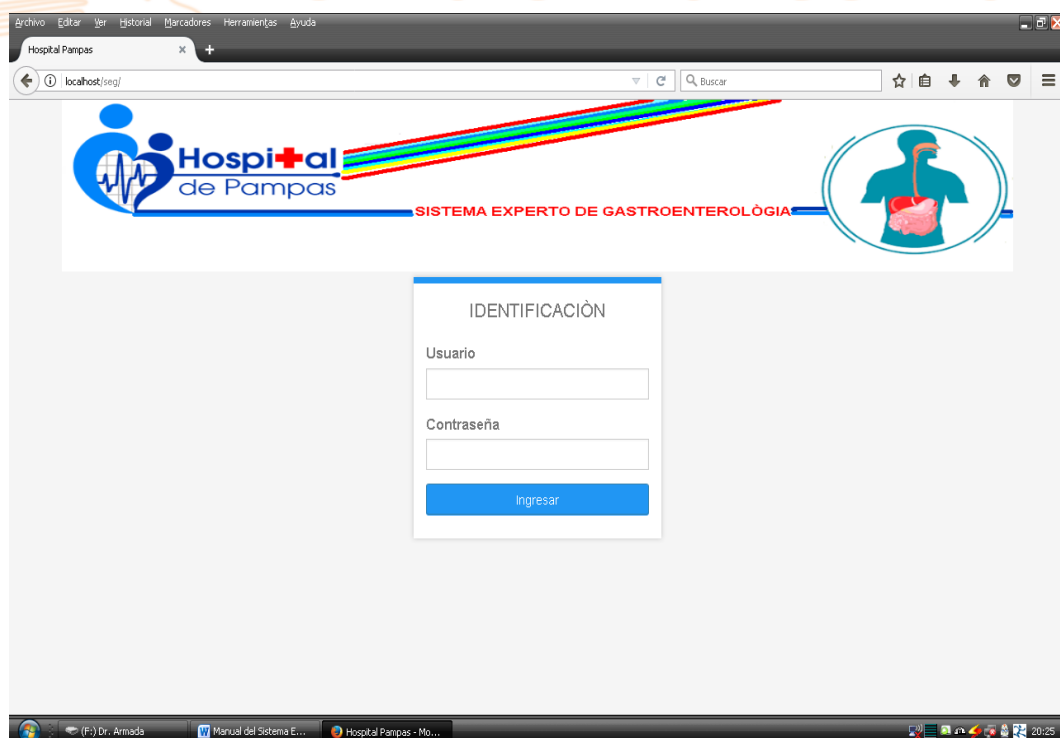 Archivo Editar Ver Historial Marcadores Herramientas Ayuda
Hospital Pampas
localhost/seg/
Buscar
Hospital
de Pampas
SISTEMA EXPERTO DE GASTROENTEROLÒGIA
IDENTIFICACIÒN
Usuario
Contraseña
Ingresar
(F:) Dr. Armada
Manual del Sistema E...
Hospital Pampas - Mo...
20:25